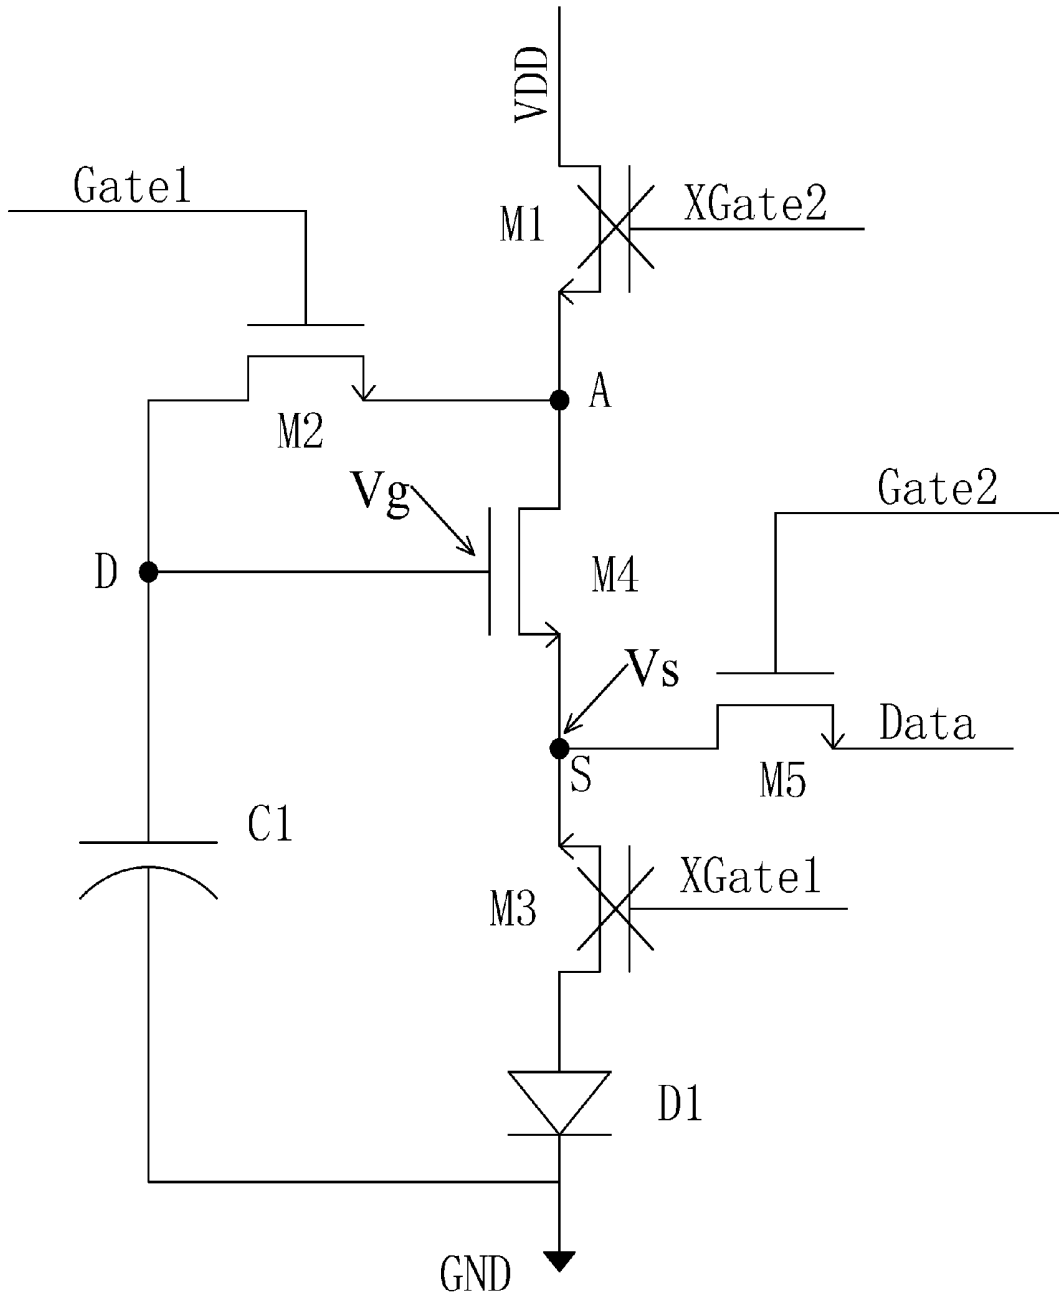 VDD
Gate1
XGate2
M1
A
M2
Vg
Gate2
D
M4
Vs
Data
S
M5
C1
XGate1
M3
D1
GND